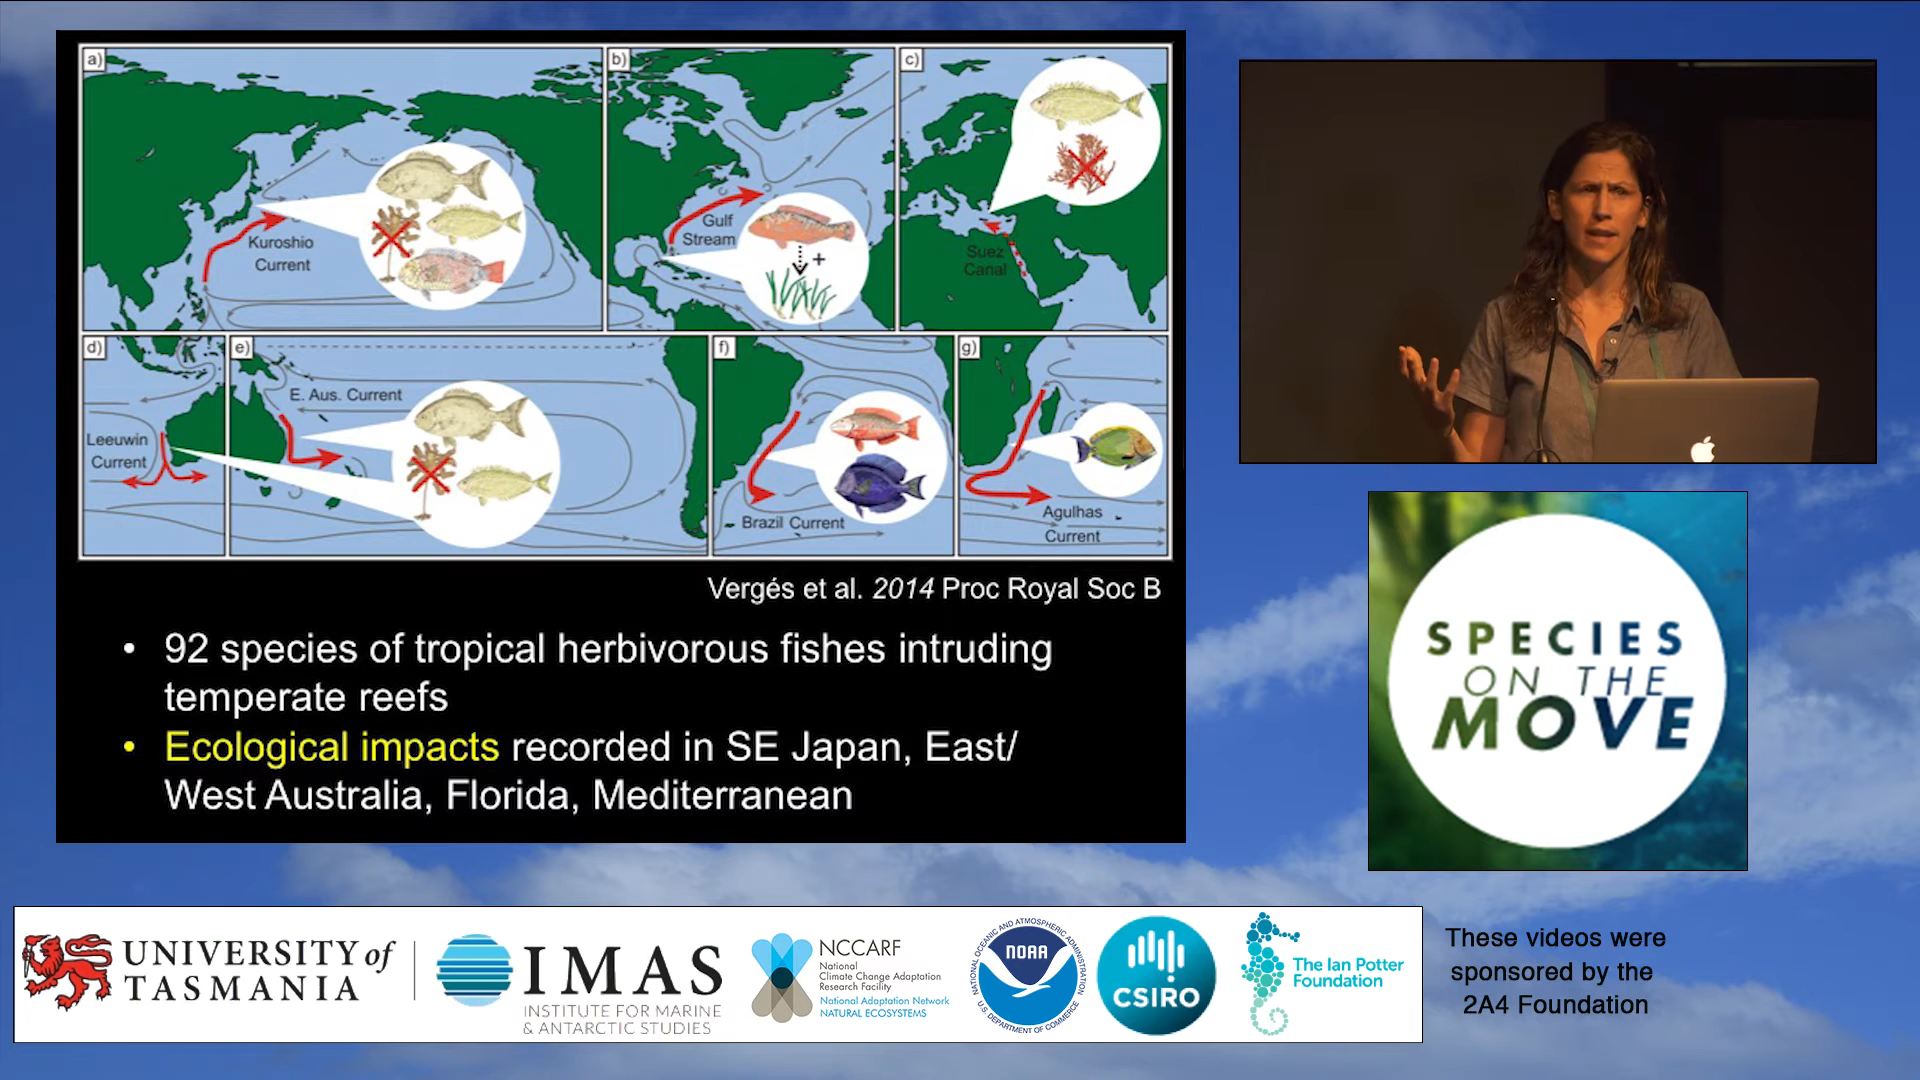 a)
b)
c)
Kuroshio
Current
Gulf
Stream
+
Suez
Canal
d)
e)
f)
g)
E. Aus. Current
Leeuwin
Current
Brazil Current
Agulhas
Current
Vergés et al. 2014 Proc Royal Soc B
• 92 species of tropical herbivorous fishes intruding
temperate reefs
• Ecological impacts recorded in SE Japan, East/
West Australia, Florida, Mediterranean
SPECIES
ON THE
MOVE
UNIVERSITY of
TASMANIA
IMAS
INSTITUTE FOR MARINE
& ANTARCTIC STUDIES
NCCARF
National
Climate Change Adaptation
Research Facility
National Adaptation Network
NATURAL ECOSYSTEMS
NATIONAL OCEANIC AND ATMOSPHERIC ADMINISTRATION
NOAA
U.S. DEPARTMENT OF COMMERCE
CSIRO
The Ian Potter
Foundation
These videos were
sponsored by the
2A4 Foundation